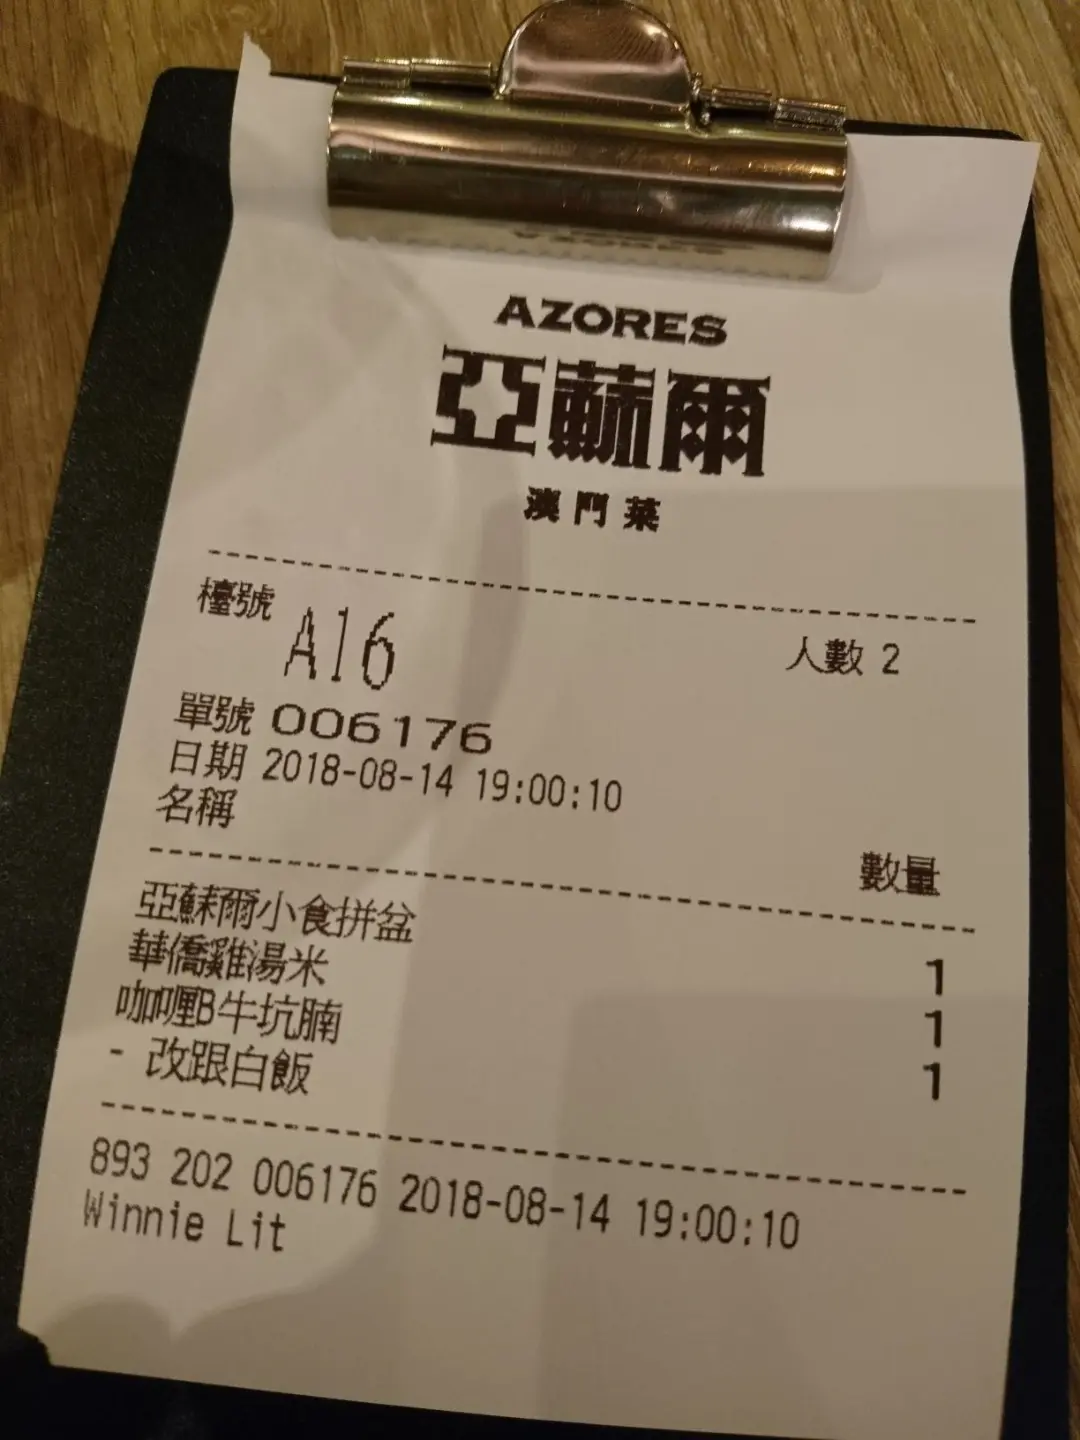 AZORES
亞蘇爾
澳門菜
檯號 A16 人數 2
單號 006176
日期 2018-08-14 19:00:10
名稱 數量
亞蘇爾小食拼盆 1
華僑雞湯米 1
咖喱B牛坑腩 1
- 改跟白飯
893 202 006176 2018-08-14 19:00:10
Winnie Lit